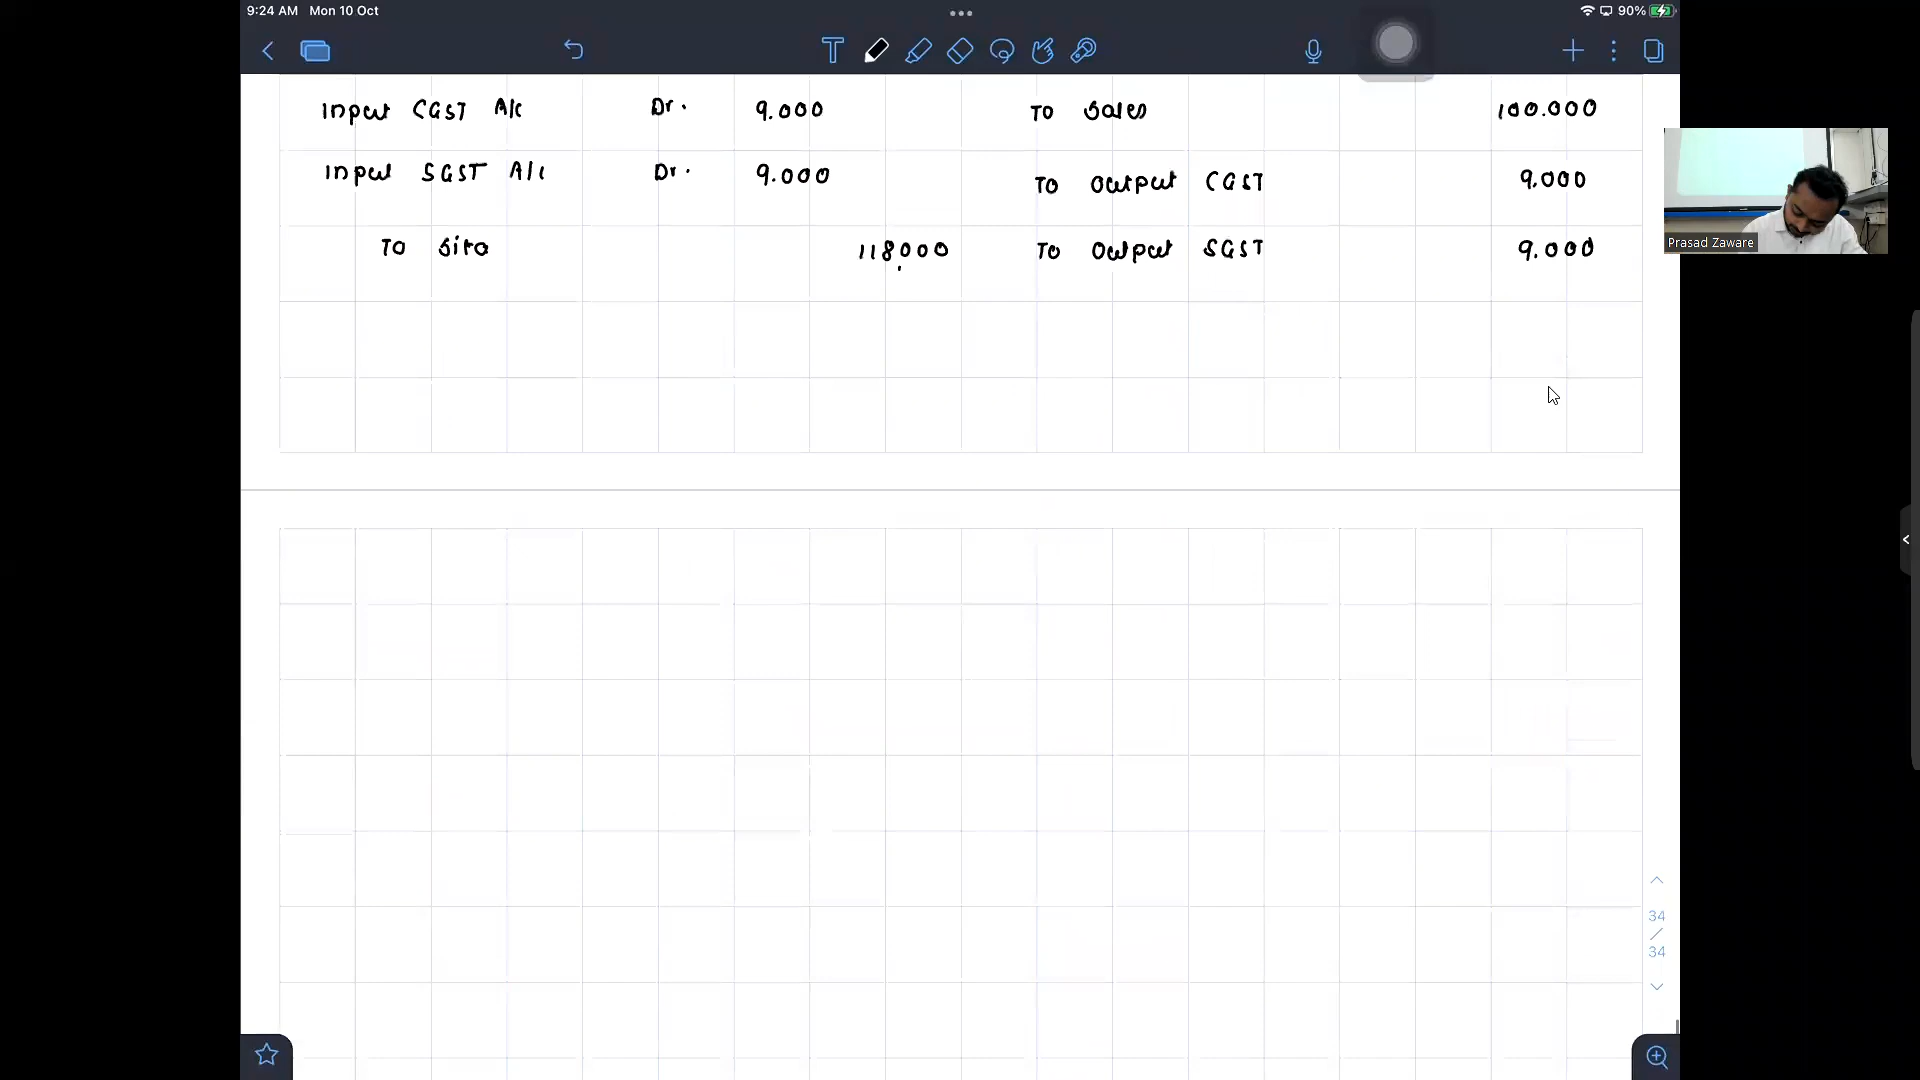 9:24 AM Mon 10 Oct
90%
Input CGST A/c Dr. 9.000 To Sales 100.000
Input SGST A/c Dr. 9.000 To Output CGST 9.000
To Sita 118000 To Output SGST 9.000
Prasad Zaware
34
/
34